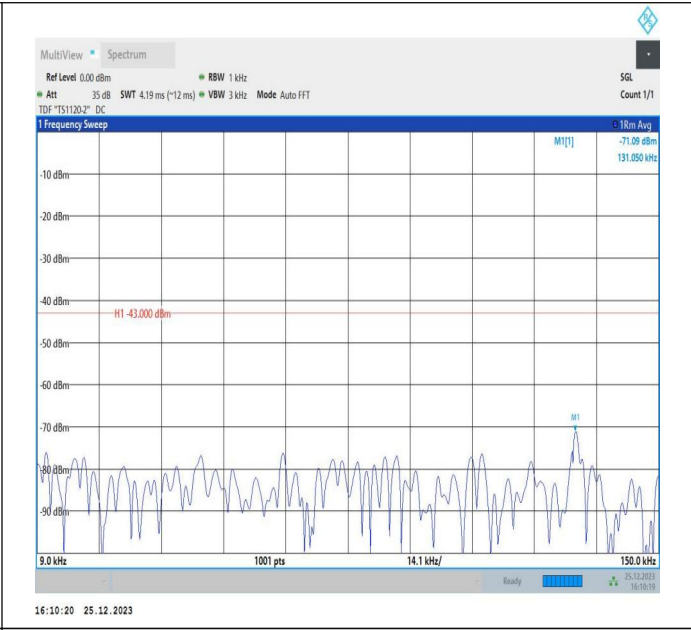 R S
MultiView Spectrum
Ref Level 0.00 dBm RBW 1 kHz SGL
Att 35 dB SWT 4.19 ms (~12 ms) VBW 3 kHz Mode Auto FFT Count 1/1
TDF "TS1120-2" DC
1 Frequency Sweep 1Rm Avg
M1[1] -71.09 dBm
131.050 kHz
-10 dBm
-20 dBm
-30 dBm
-40 dBm
H1 -43.000 dBm
-50 dBm
-60 dBm
-70 dBm
M1
-80 dBm
-90 dBm
9.0 kHz 1001 pts 14.1 kHz/ 150.0 kHz
Ready 25.12.2023
16:10:19
16:10:20 25.12.2023